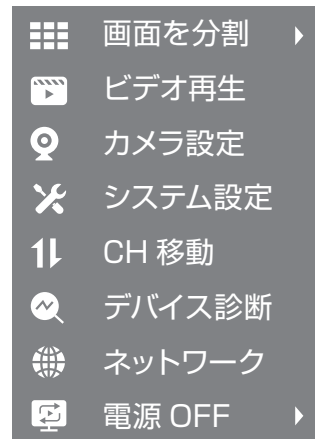 画面を分割
ビデオ再生
カメラ設定
システム設定
CH 移動
デバイス診断
ネットワーク
電源 OFF